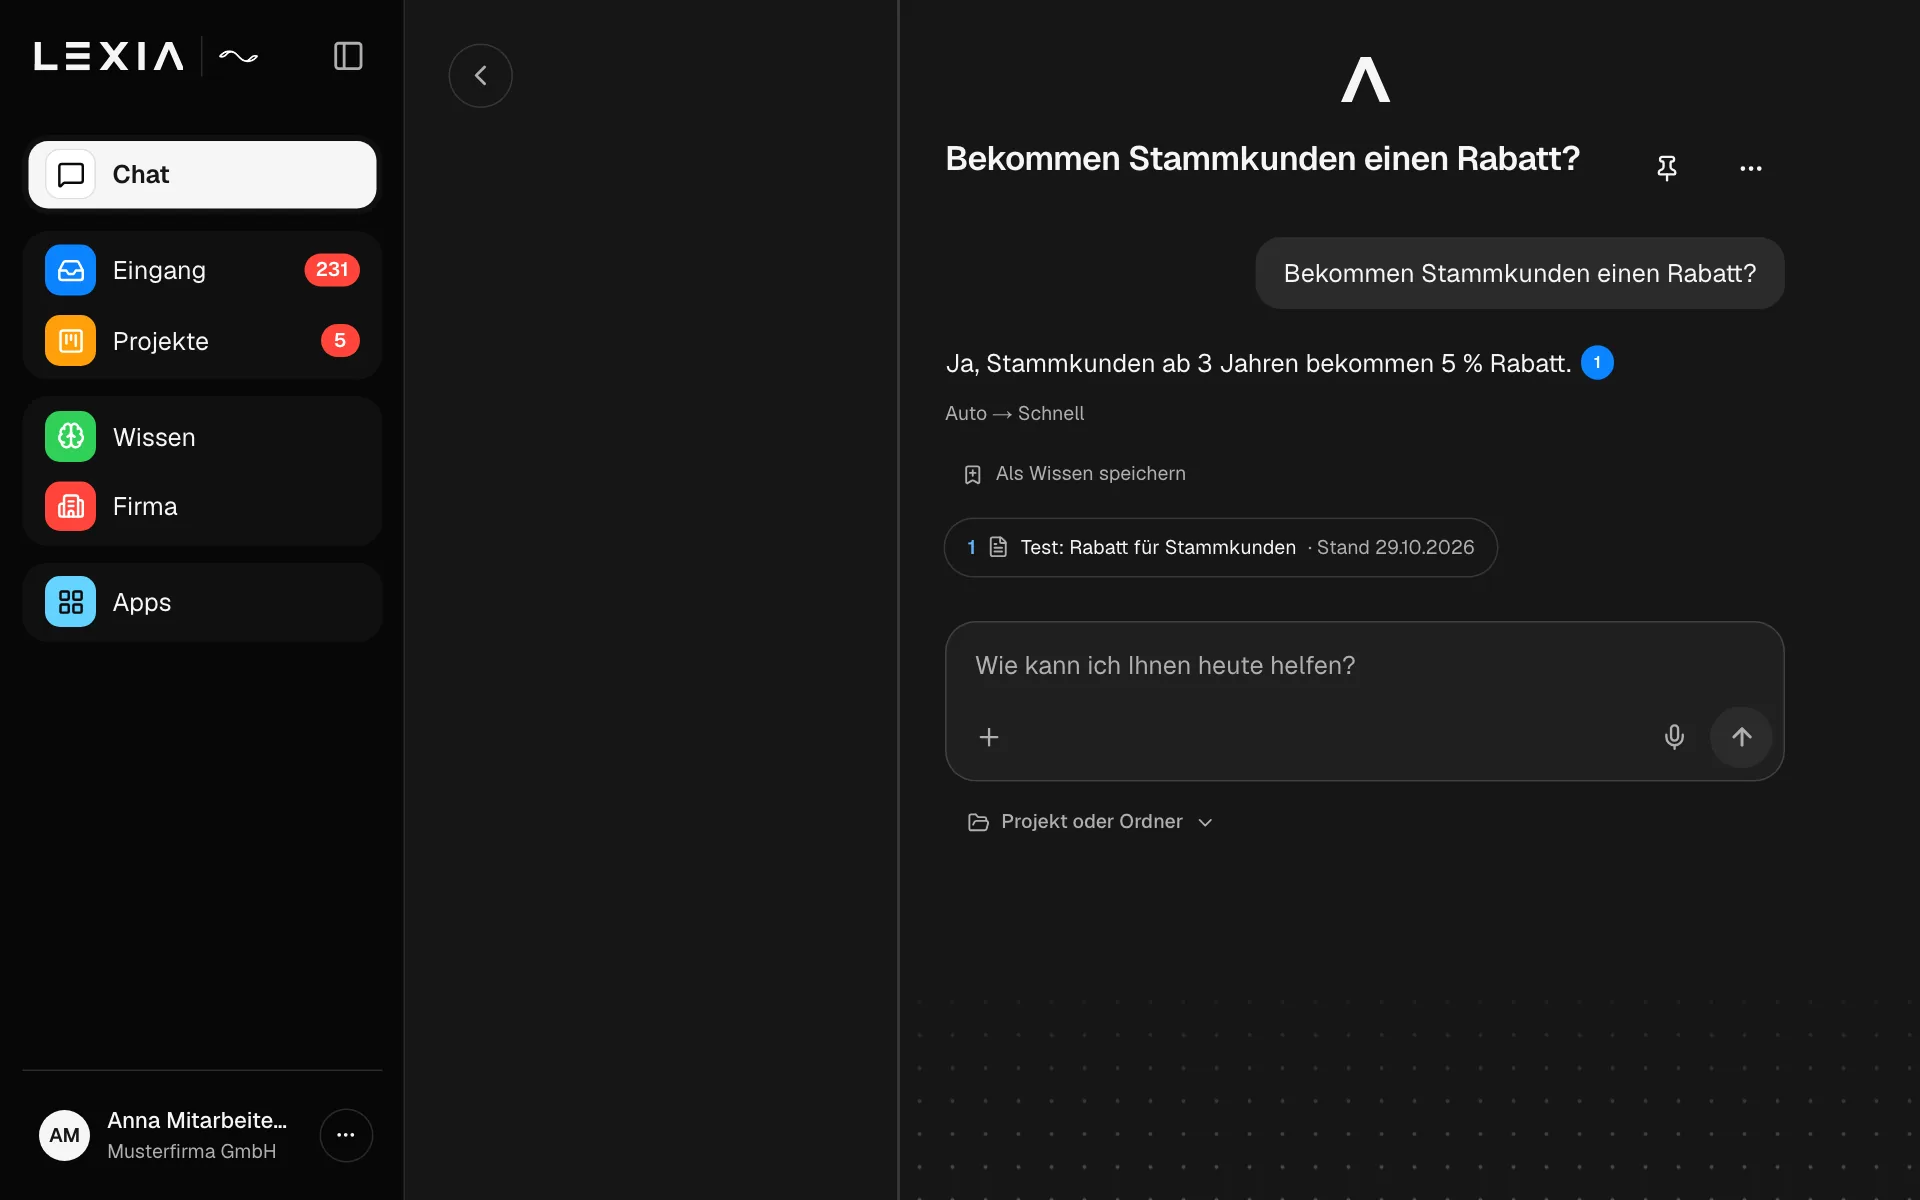 LEXIA
Chat
Eingang 231
Projekte 5
Wissen
Firma
Apps
AM
Anna Mitarbeite...
Musterfirma GmbH
Bekommen Stammkunden einen Rabatt?
Bekommen Stammkunden einen Rabatt?
Ja, Stammkunden ab 3 Jahren bekommen 5 % Rabatt. 1
Auto → Schnell
Als Wissen speichern
1 Test: Rabatt für Stammkunden · Stand 29.10.2026
Wie kann ich Ihnen heute helfen?
Projekt oder Ordner